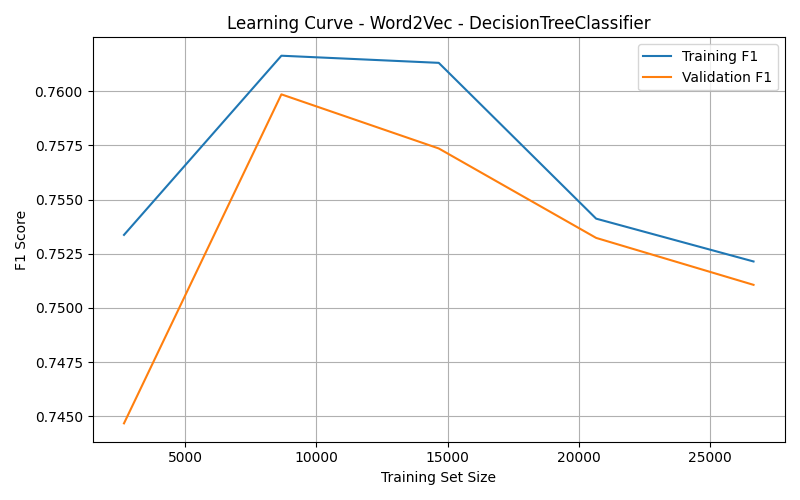 Learning Curve - Word2Vec - DecisionTreeClassifier
Training F1
Validation F1
0.7600
0.7575
0.7550
0.7525
0.7500
0.7475
0.7450
F1 Score
5000 10000 15000 20000 25000
Training Set Size